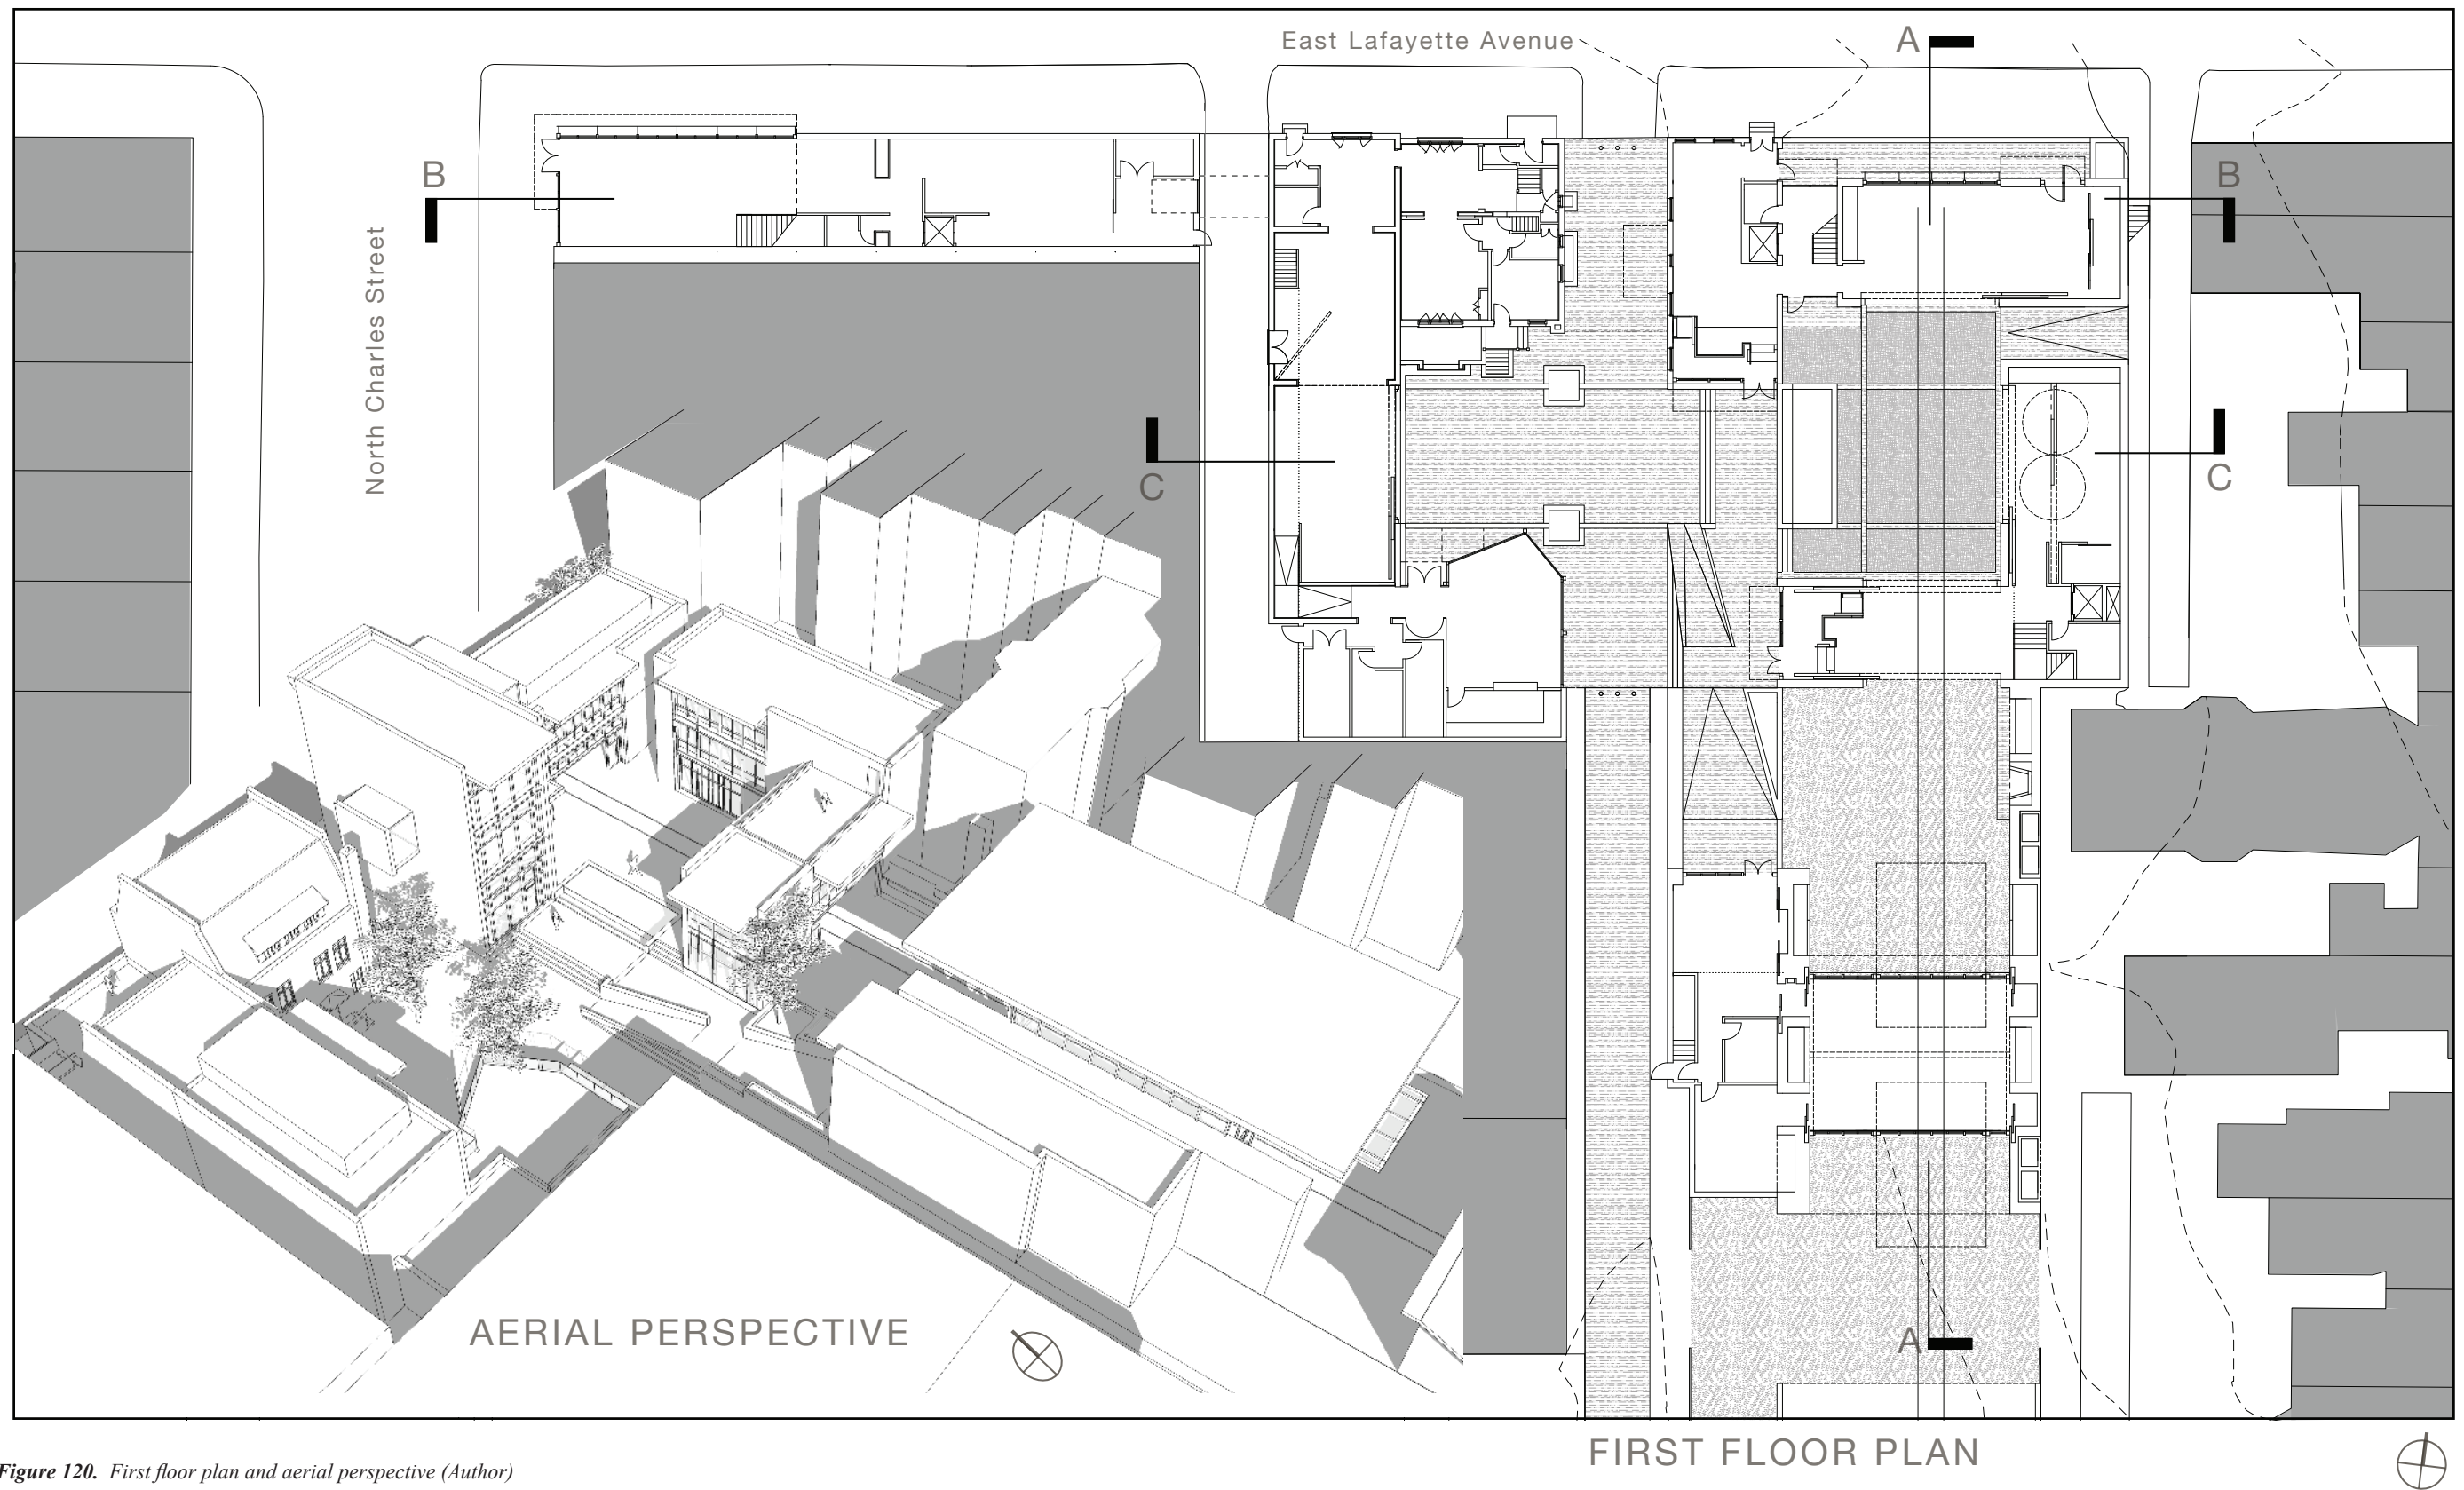 East Lafayette Avenue
A
B
B
North Charles Street
C
C
A
AERIAL PERSPECTIVE
FIRST FLOOR PLAN
Figure 120. First floor plan and aerial perspective (Author)